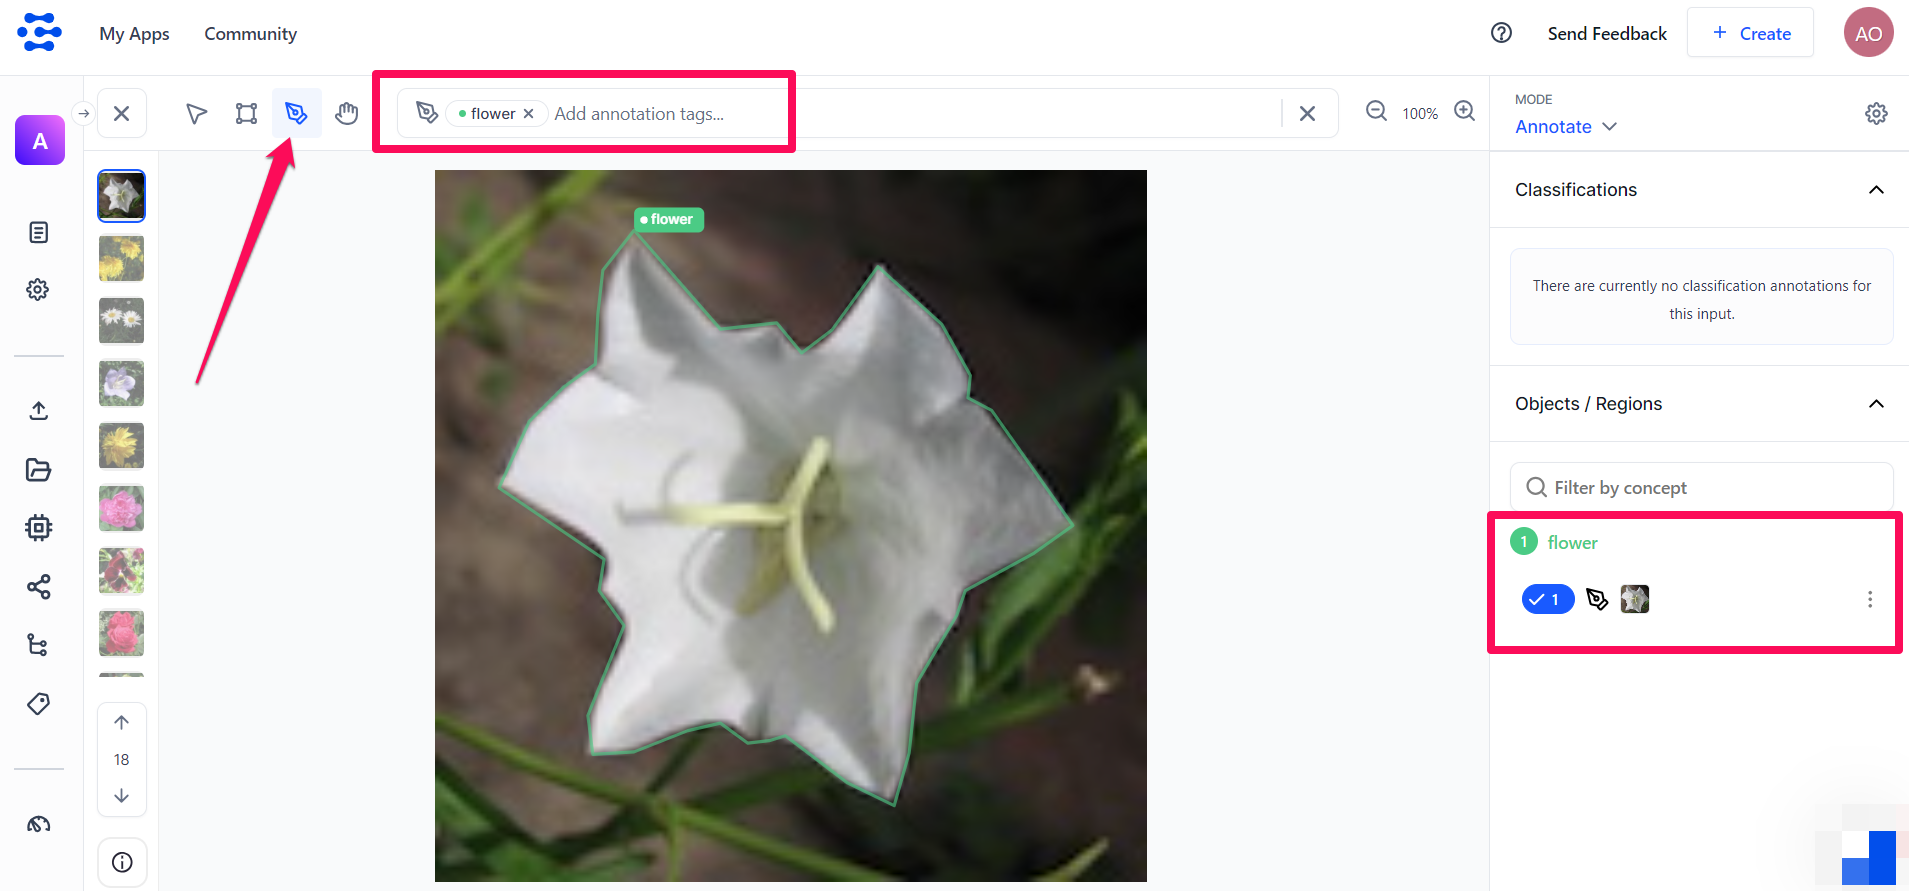 My Apps
Community
Send Feedback
+ Create
AO
A
flower
Add annotation tags...
100%
MODE
Annotate
flower
Classifications
There are currently no classification annotations for
this input.
Objects / Regions
Filter by concept
1 flower
1
18